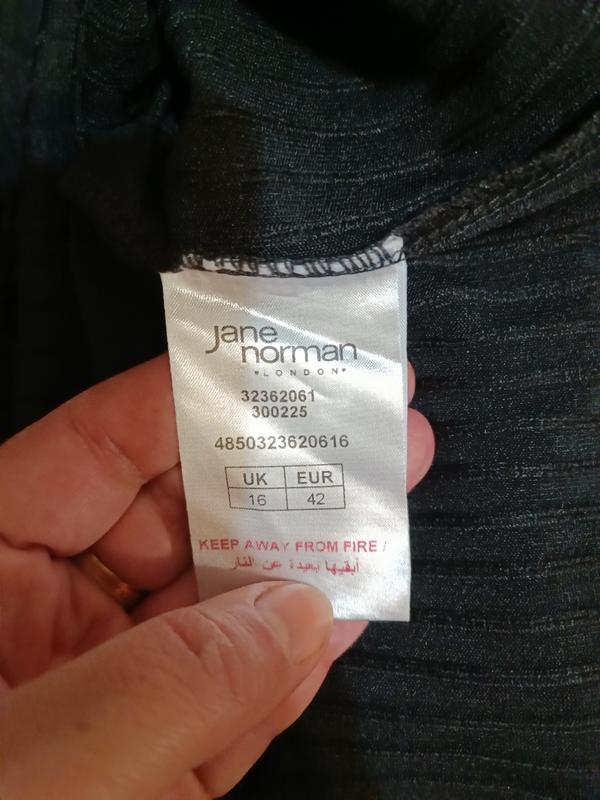 jane
norman
•LONDON•
32362061
300225
4850323620616
UK EUR
16 42
KEEP AWAY FROM FIRE /
أبقيها بعيدة عن النار